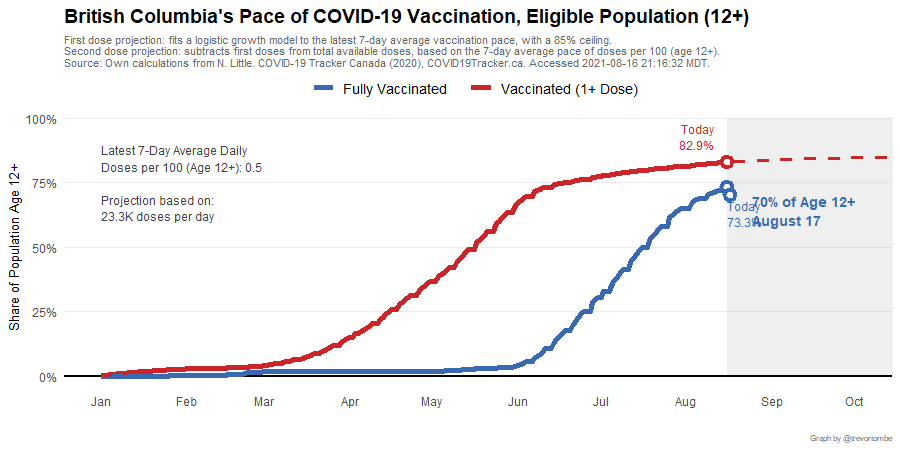 British Columbia's Pace of COVID-19 Vaccination, Eligible Population (12+)
First dose projection: fits a logistic growth model to the latest 7-day average vaccination pace, with a 85% ceiling.
Second dose projection: subtracts first doses from total available doses, based on the 7-day average pace of doses per 100 (age 12+).
Source: Own calculations from N. Little. COVID-19 Tracker Canada (2020), COVID19Tracker.ca. Accessed 2021-08-16 21:16:32 MDT.
Fully Vaccinated
Vaccinated (1+ Dose)
Share of Population Age 12+
100%
75%
50%
25%
0%
Latest 7-Day Average Daily
Doses per 100 (Age 12+): 0.5
Projection based on:
23.3K doses per day
Today
82.9%
Today
73.3%
70% of Age 12+
August 17
Jan
Feb
Mar
Apr
May
Jun
Jul
Aug
Sep
Oct
Graph by @trevortombe